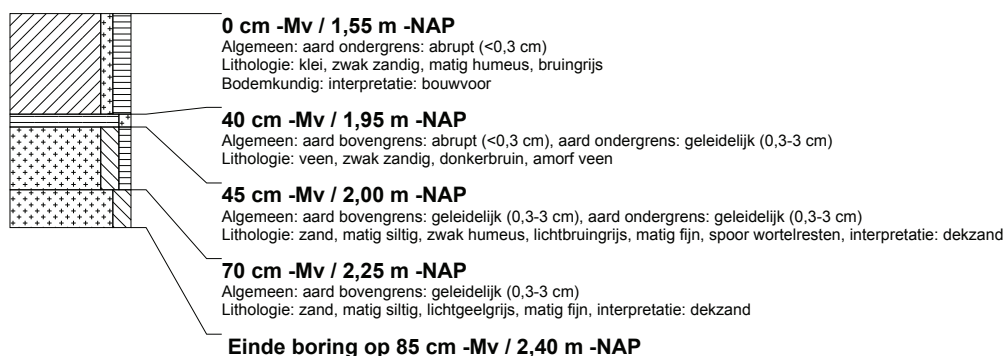 0 cm -Mv / 1,55 m -NAP
Algemeen: aard ondergrens: abrupt (<0,3 cm)
Lithologie: klei, zwak zandig, matig humeus, bruingrijs
Bodemkundig: interpretatie: bouwvoor
40 cm -Mv / 1,95 m -NAP
Algemeen: aard bovengrens: abrupt (<0,3 cm), aard ondergrens: geleidelijk (0,3-3 cm)
Lithologie: veen, zwak zandig, donkerbruin, amorf veen
45 cm -Mv / 2,00 m -NAP
Algemeen: aard bovengrens: geleidelijk (0,3-3 cm), aard ondergrens: geleidelijk (0,3-3 cm)
Lithologie: zand, matig siltig, zwak humeus, lichtbruingrijs, matig fijn, spoor wortelresten, interpretatie: dekzand
70 cm -Mv / 2,25 m -NAP
Algemeen: aard bovengrens: geleidelijk (0,3-3 cm)
Lithologie: zand, matig siltig, lichtgeelgrijs, matig fijn, interpretatie: dekzand
Einde boring op 85 cm -Mv / 2,40 m -NAP